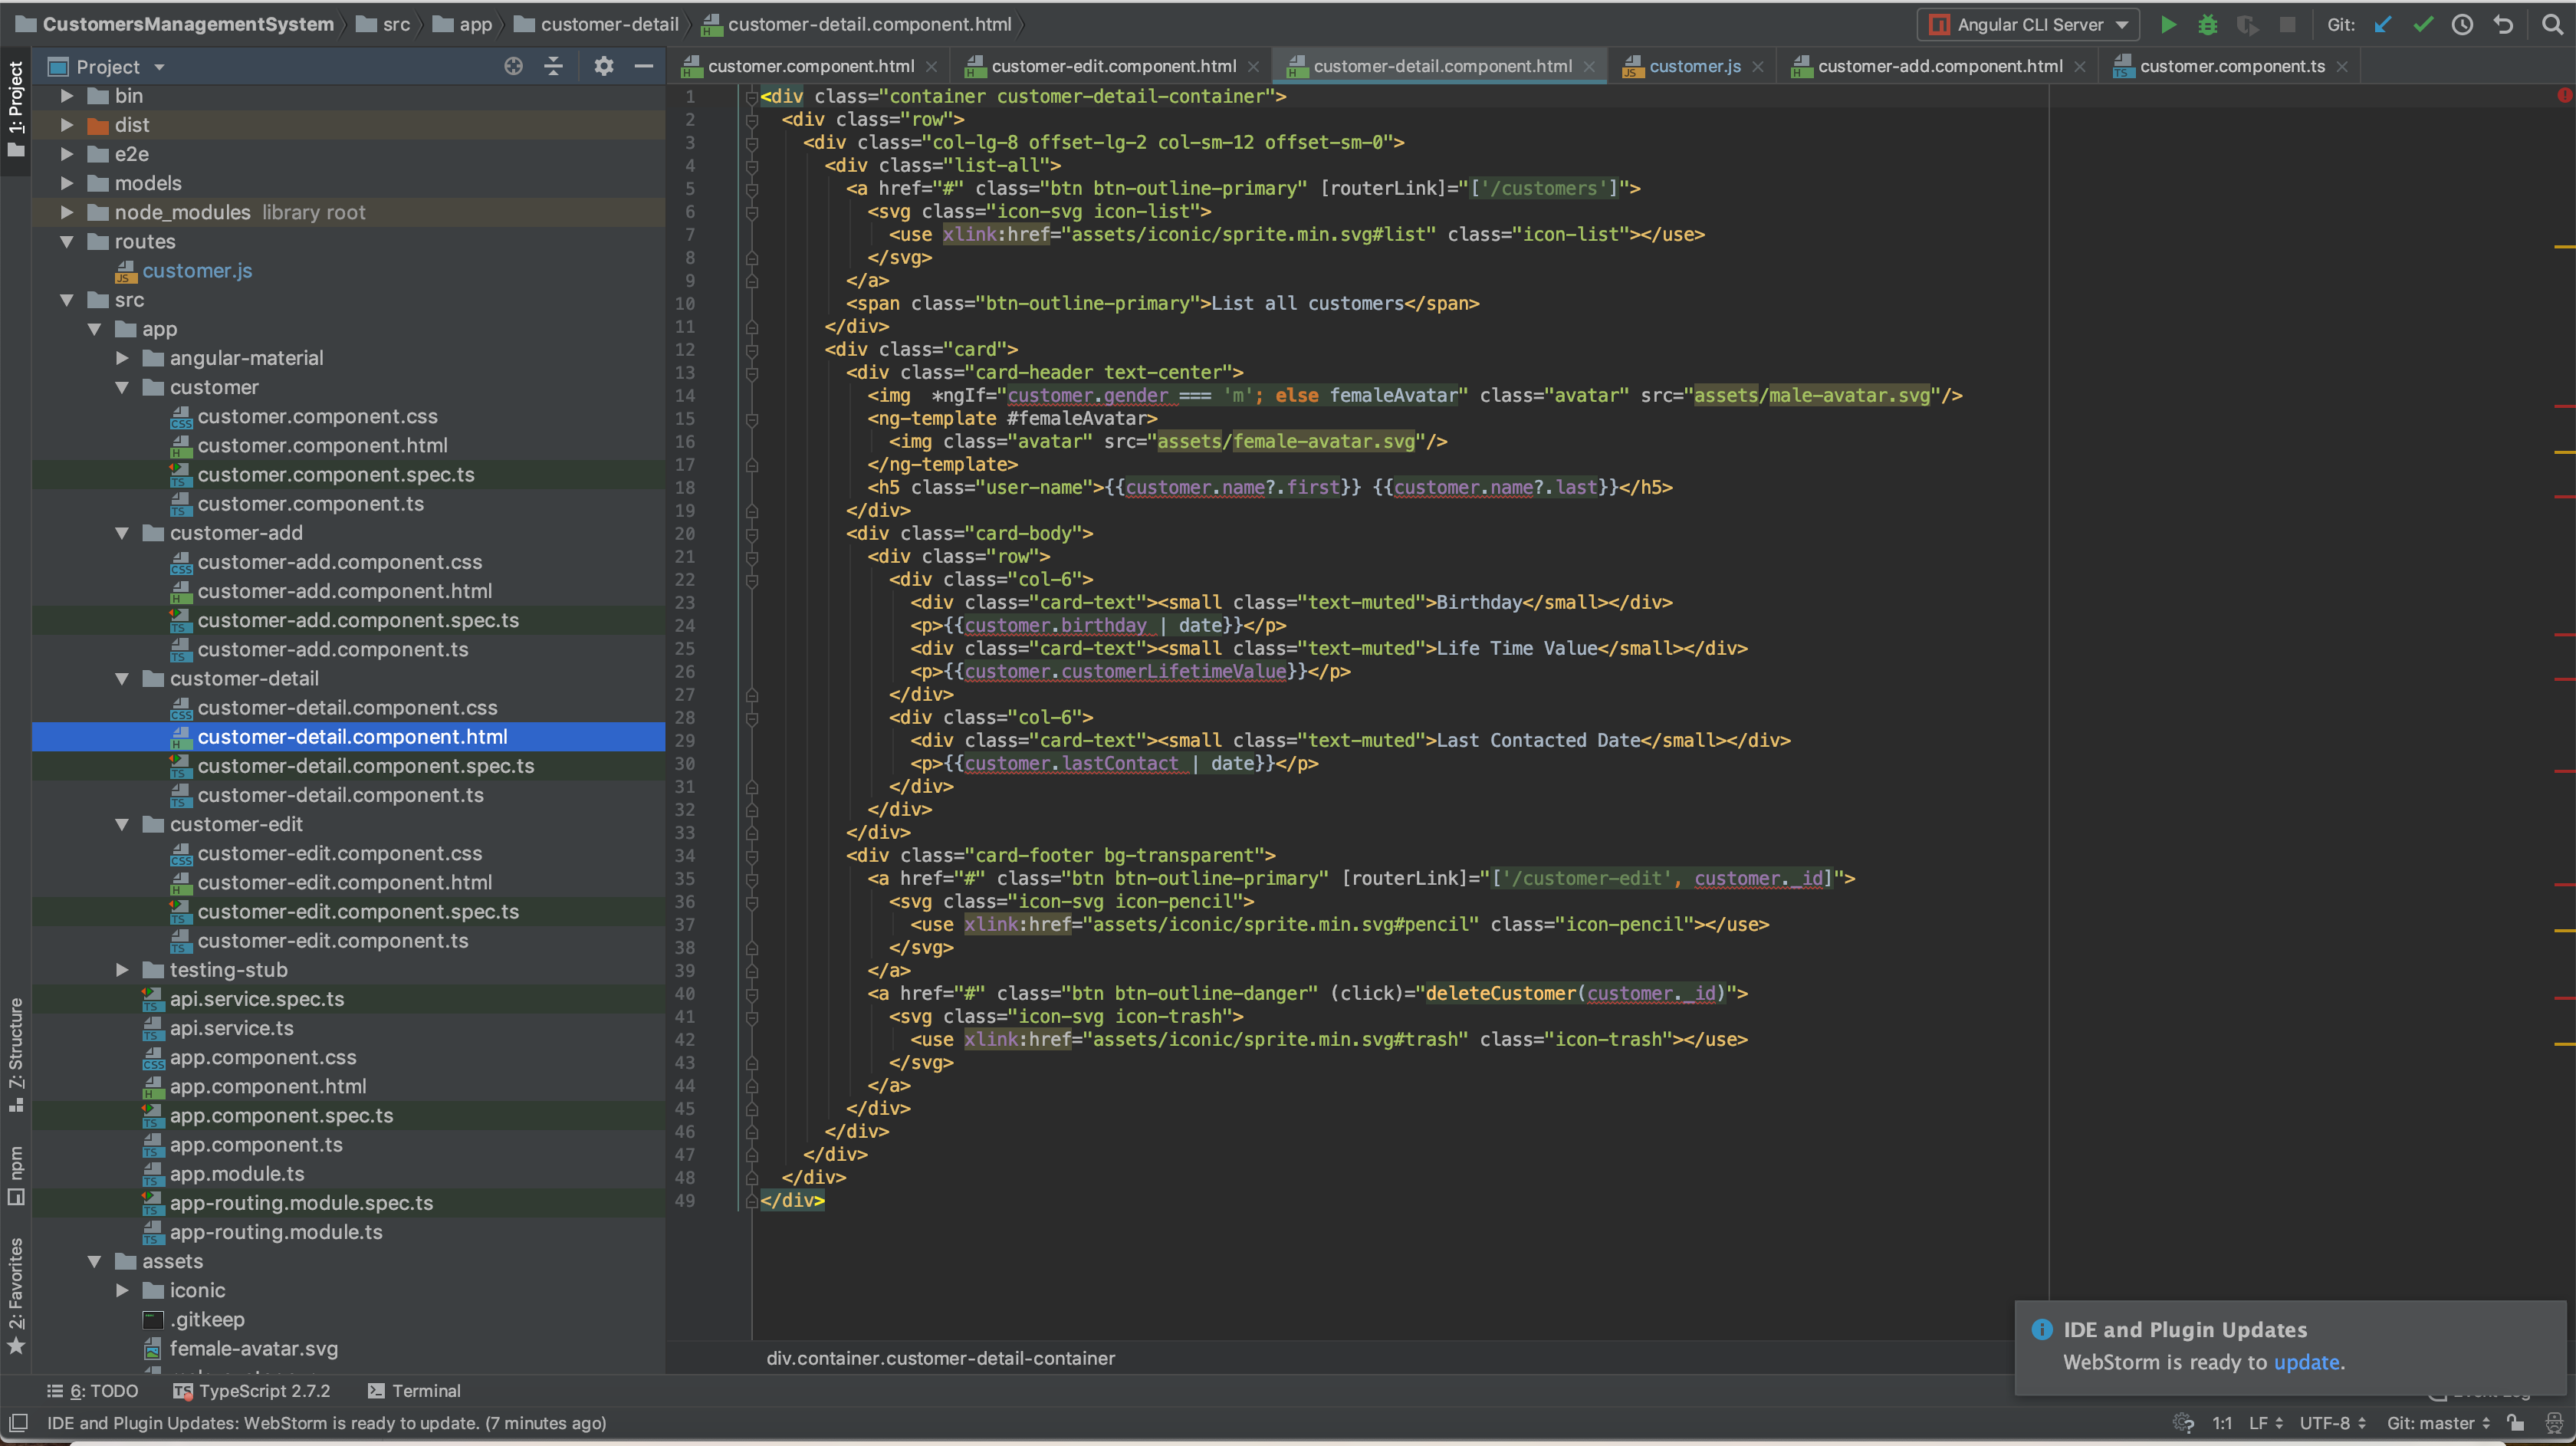 CustomersManagementSystem src app customer-detail customer-detail.component.html
Angular CLI Server Git:
1: Project
Project
customer.component.html customer-edit.component.html customer-detail.component.html customer.js customer-add.component.html customer.component.ts
bin
dist
e2e
models
node_modules library root
routes
customer.js
src
app
angular-material
customer
customer.component.css
customer.component.html
customer.component.spec.ts
customer.component.ts
customer-add
customer-add.component.css
customer-add.component.html
customer-add.component.spec.ts
customer-add.component.ts
customer-detail
customer-detail.component.css
customer-detail.component.html
customer-detail.component.spec.ts
customer-detail.component.ts
customer-edit
customer-edit.component.css
customer-edit.component.html
customer-edit.component.spec.ts
customer-edit.component.ts
testing-stub
api.service.spec.ts
api.service.ts
app.component.css
app.component.html
app.component.spec.ts
app.component.ts
app.module.ts
app-routing.module.spec.ts
app-routing.module.ts
assets
iconic
.gitkeep
female-avatar.svg
7: Structure
npm
2: Favorites
1 <div class="container customer-detail-container">
2 <div class="row">
3 <div class="col-lg-8 offset-lg-2 col-sm-12 offset-sm-0">
4 <div class="list-all">
5 <a href="#" class="btn btn-outline-primary" [routerLink]="['/customers']">
6 <svg class="icon-svg icon-list">
7 <use xlink:href="assets/iconic/sprite.min.svg#list" class="icon-list"></use>
8 </svg>
9 </a>
10 <span class="btn-outline-primary">List all customers</span>
11 </div>
12 <div class="card">
13 <div class="card-header text-center">
14 <img  *ngIf="customer.gender === 'm'; else femaleAvatar" class="avatar" src="assets/male-avatar.svg"/>
15 <ng-template #femaleAvatar>
16 <img class="avatar" src="assets/female-avatar.svg"/>
17 </ng-template>
18 <h5 class="user-name">{{customer.name?.first}} {{customer.name?.last}}</h5>
19 </div>
20 <div class="card-body">
21 <div class="row">
22 <div class="col-6">
23 <div class="card-text"><small class="text-muted">Birthday</small></div>
24 <p>{{customer.birthday | date}}</p>
25 <div class="card-text"><small class="text-muted">Life Time Value</small></div>
26 <p>{{customer.customerLifetimeValue}}</p>
27 </div>
28 <div class="col-6">
29 <div class="card-text"><small class="text-muted">Last Contacted Date</small></div>
30 <p>{{customer.lastContact | date}}</p>
31 </div>
32 </div>
33 </div>
34 <div class="card-footer bg-transparent">
35 <a href="#" class="btn btn-outline-primary" [routerLink]="['/customer-edit', customer._id]">
36 <svg class="icon-svg icon-pencil">
37 <use xlink:href="assets/iconic/sprite.min.svg#pencil" class="icon-pencil"></use>
38 </svg>
39 </a>
40 <a href="#" class="btn btn-outline-danger" (click)="deleteCustomer(customer._id)">
41 <svg class="icon-svg icon-trash">
42 <use xlink:href="assets/iconic/sprite.min.svg#trash" class="icon-trash"></use>
43 </svg>
44 </a>
45 </div>
46 </div>
47 </div>
48 </div>
49 </div>
div.container.customer-detail-container
IDE and Plugin Updates
WebStorm is ready to update.
6: TODO TypeScript 2.7.2 Terminal
IDE and Plugin Updates: WebStorm is ready to update. (7 minutes ago)
1:1 LF UTF-8 Git: master